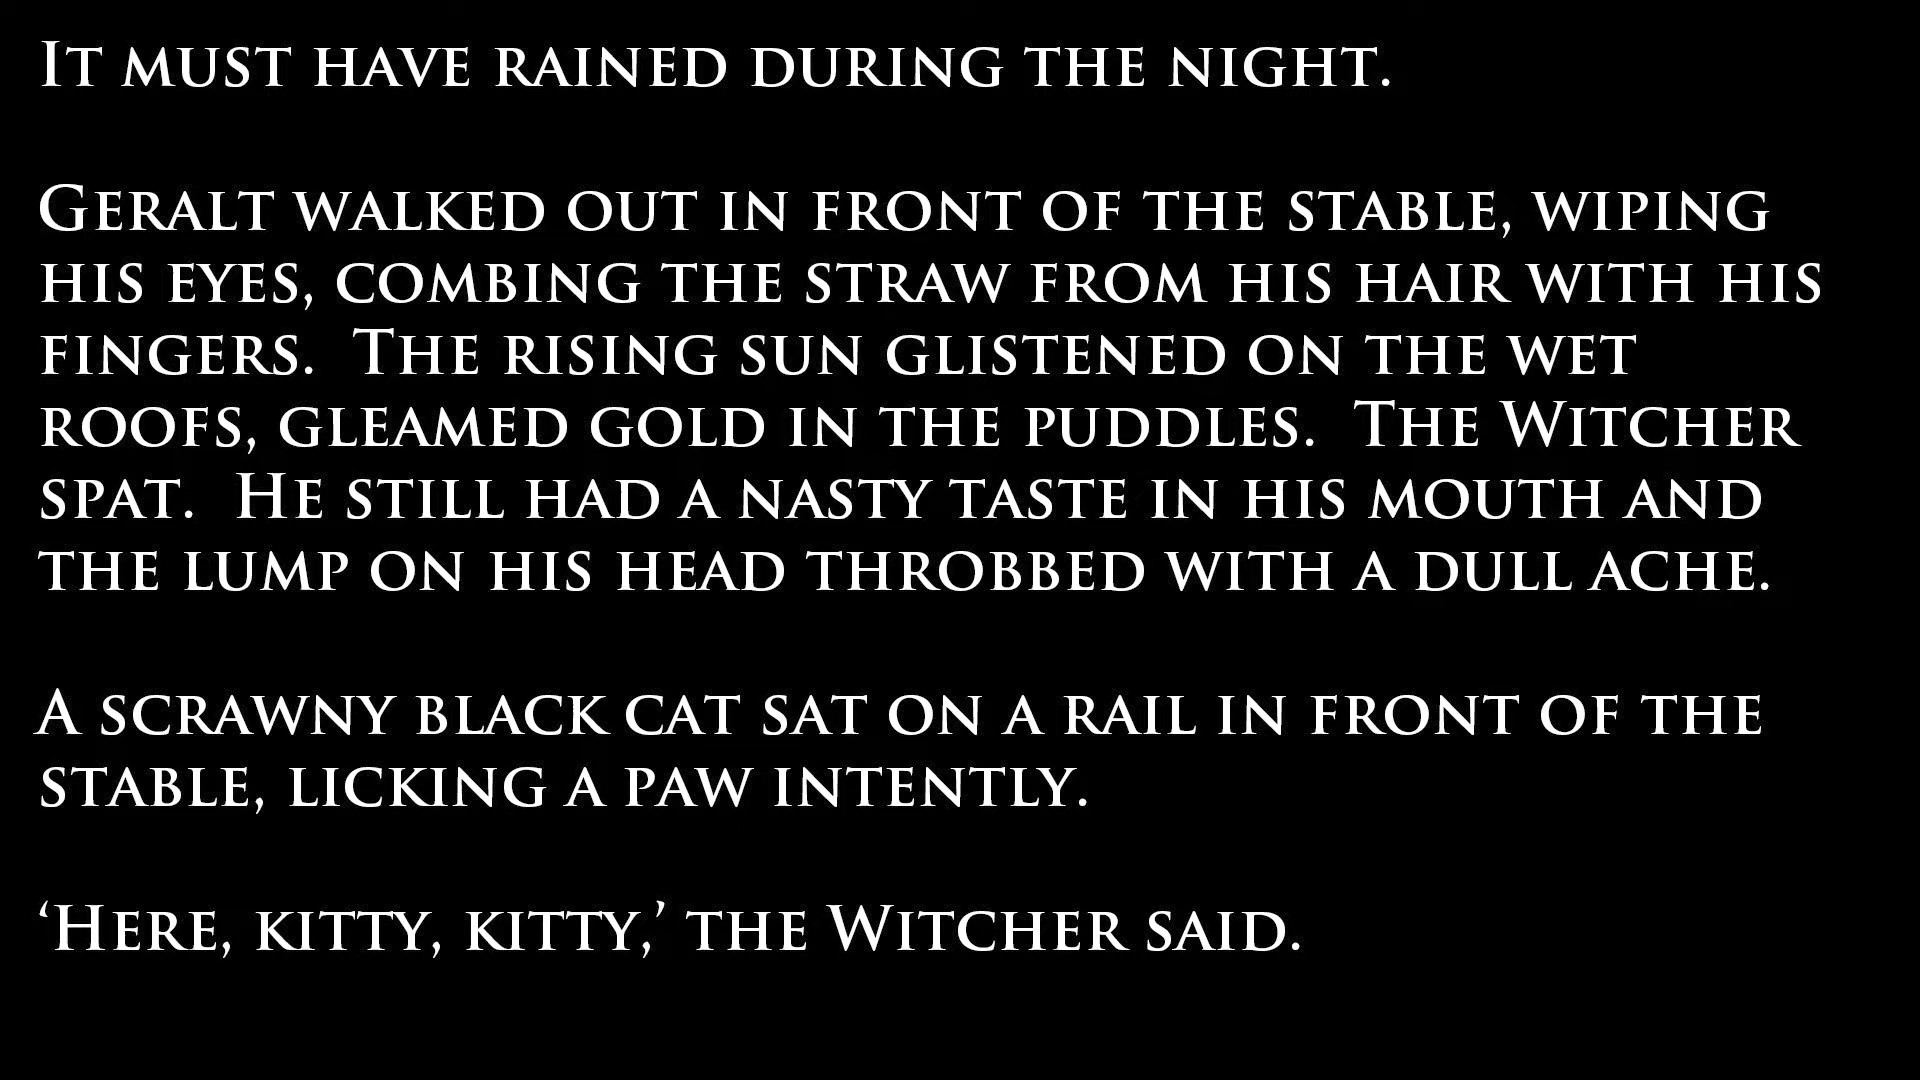 It must have rained during the night.
Geralt walked out in front of the stable, wiping
his eyes, combing the straw from his hair with his
fingers.  The rising sun glistened on the wet
roofs, gleamed gold in the puddles.  The Witcher
spat.  He still had a nasty taste in his mouth and
the lump on his head throbbed with a dull ache.
A scrawny black cat sat on a rail in front of the
stable, licking a paw intently.
‘Here, kitty, kitty,’ the Witcher said.